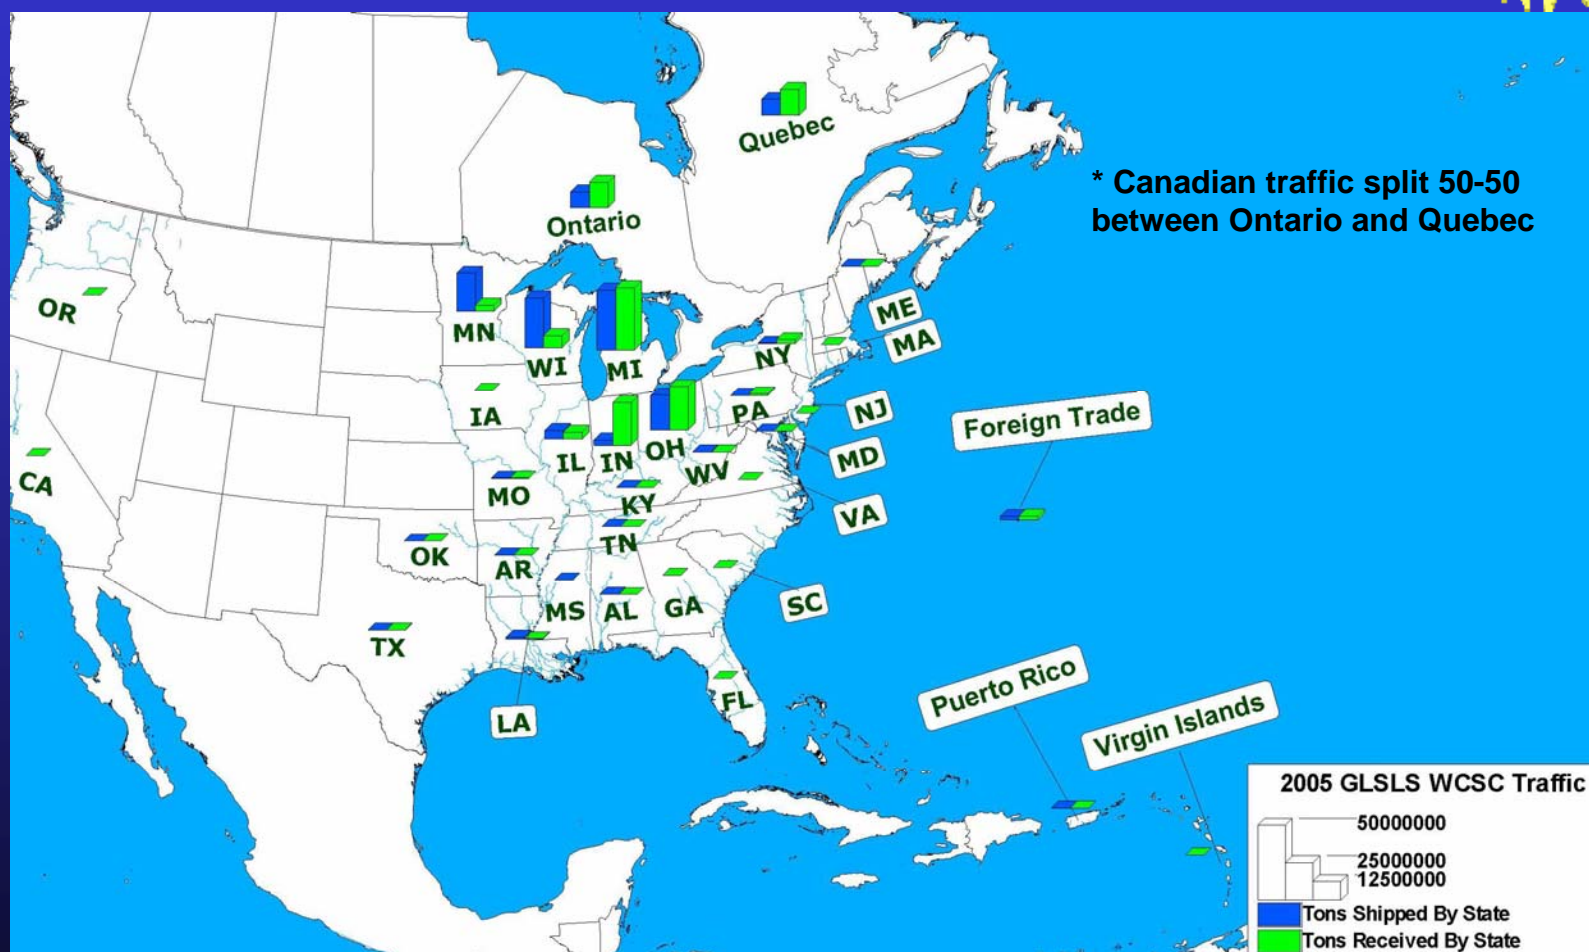 Quebec
* Canadian traffic split 50-50
between Ontario and Quebec
Ontario
OR
MN
WI
MI
NY
ME
MA
IA
PA
NJ
Foreign Trade
CA
IL
IN
OH
WV
MD
MO
KY
VA
TN
OK
AR
MS
AL
GA
SC
TX
LA
FL
Puerto Rico
Virgin Islands
2005 GLSLS WCSC Traffic
50000000
25000000
12500000
Tons Shipped By State
Tons Received By State